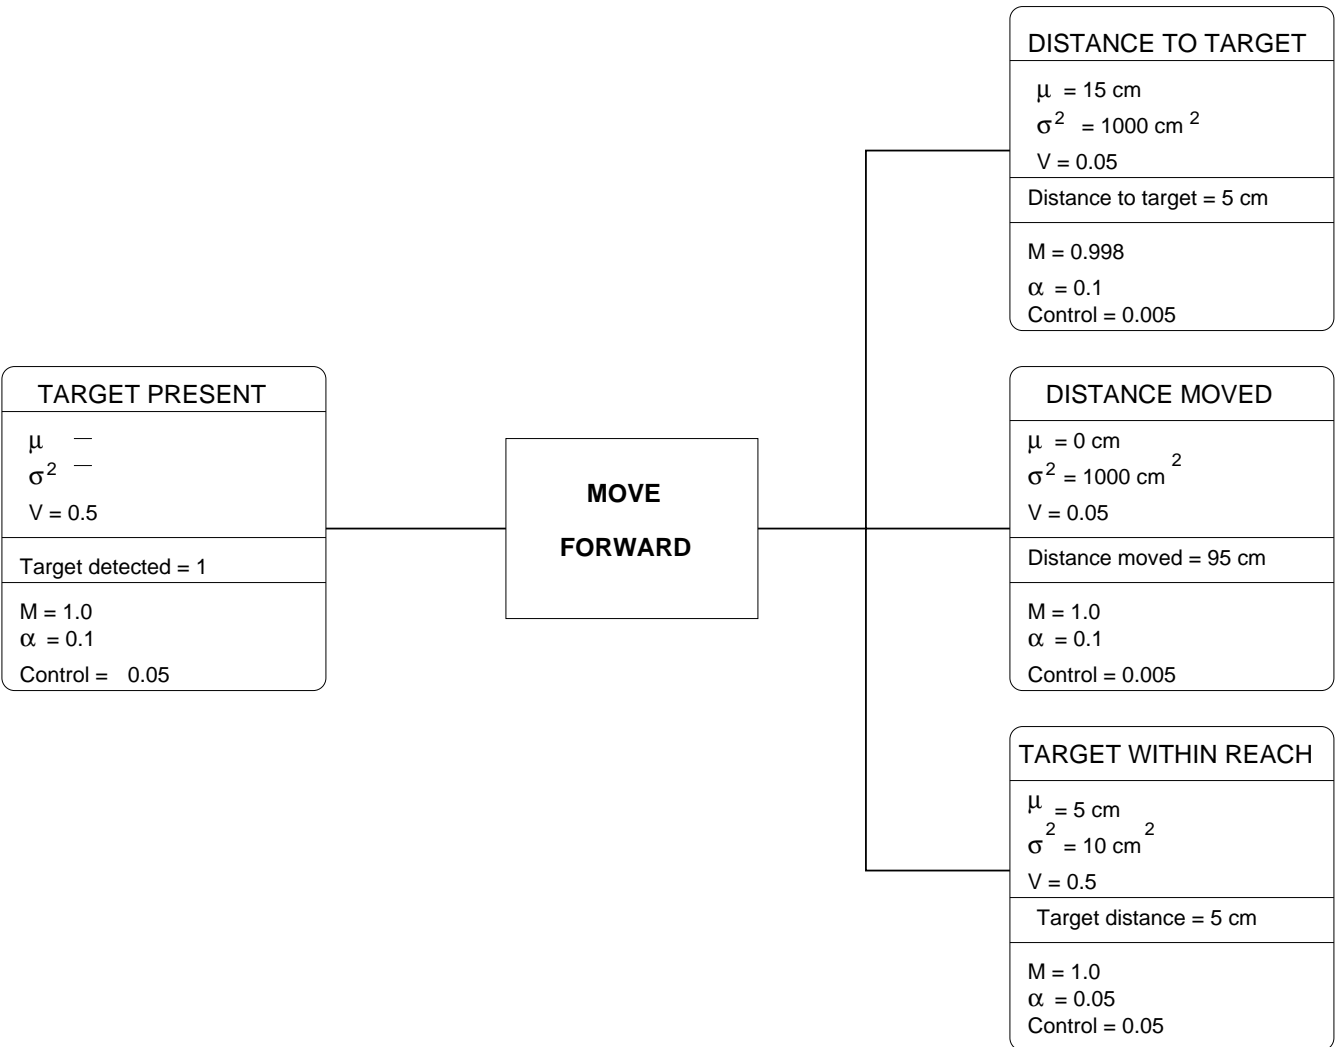 DISTANCE TO TARGET
μ = 15 cm
σ² = 1000 cm ²
V = 0.05
Distance to target = 5 cm
M = 0.998
α = 0.1
Control = 0.005
TARGET PRESENT
μ —
σ² —
V = 0.5
Target detected = 1
M = 1.0
α = 0.1
Control = 0.05
MOVE
FORWARD
DISTANCE MOVED
μ = 0 cm
σ² = 1000 cm ²
V = 0.05
Distance moved = 95 cm
M = 1.0
α = 0.1
Control = 0.005
TARGET WITHIN REACH
μ = 5 cm
σ² = 10 cm ²
V = 0.5
Target distance = 5 cm
M = 1.0
α = 0.05
Control = 0.05